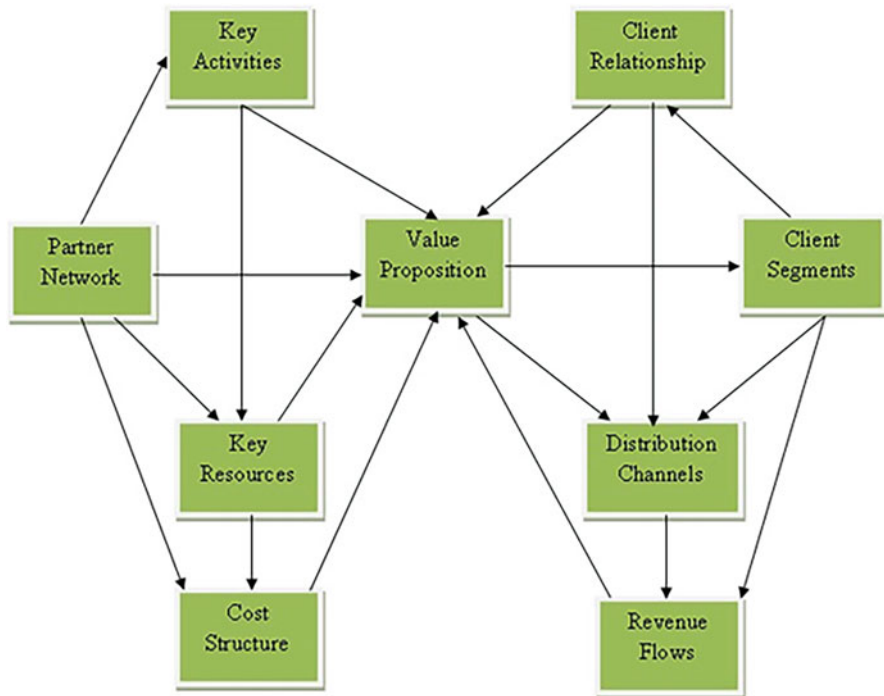 Key
Activities
Client
Relationship
Partner
Network
Value
Proposition
Client
Segments
Key
Resources
Distribution
Channels
Cost
Structure
Revenue
Flows